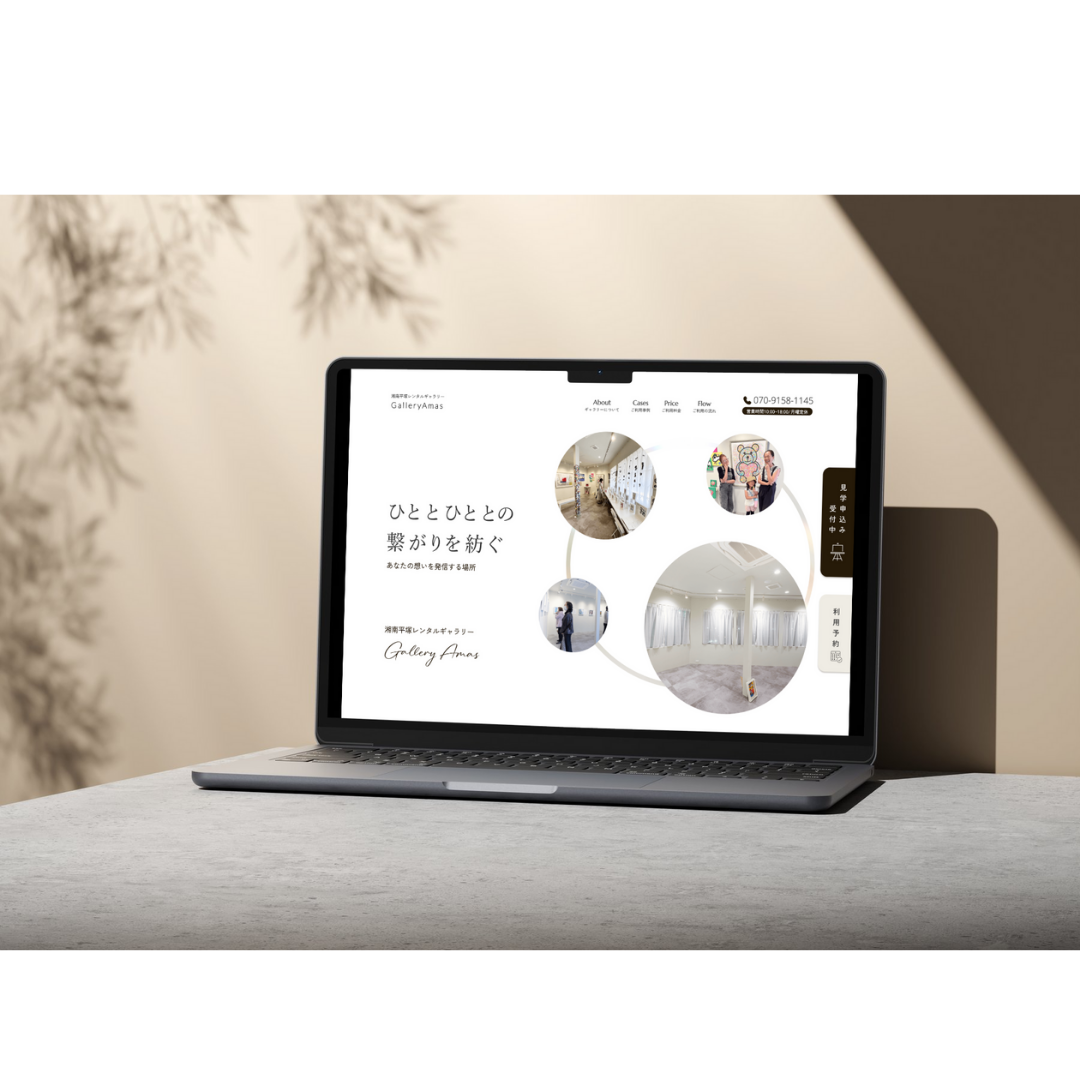 湘南平塚レンタルギャラリー
GalleryAmas
About
ギャラリーについて
Cases
ご利用事例
Price
ご利用料金
Flow
ご利用の流れ
070-9158-1145
営業時間10:00-18:00/月曜定休
ひととひととの
繋がりを紡ぐ
あなたの想いを発信する場所
湘南平塚レンタルギャラリー
Gallery Amas
見学申込み
受付中
利用予約